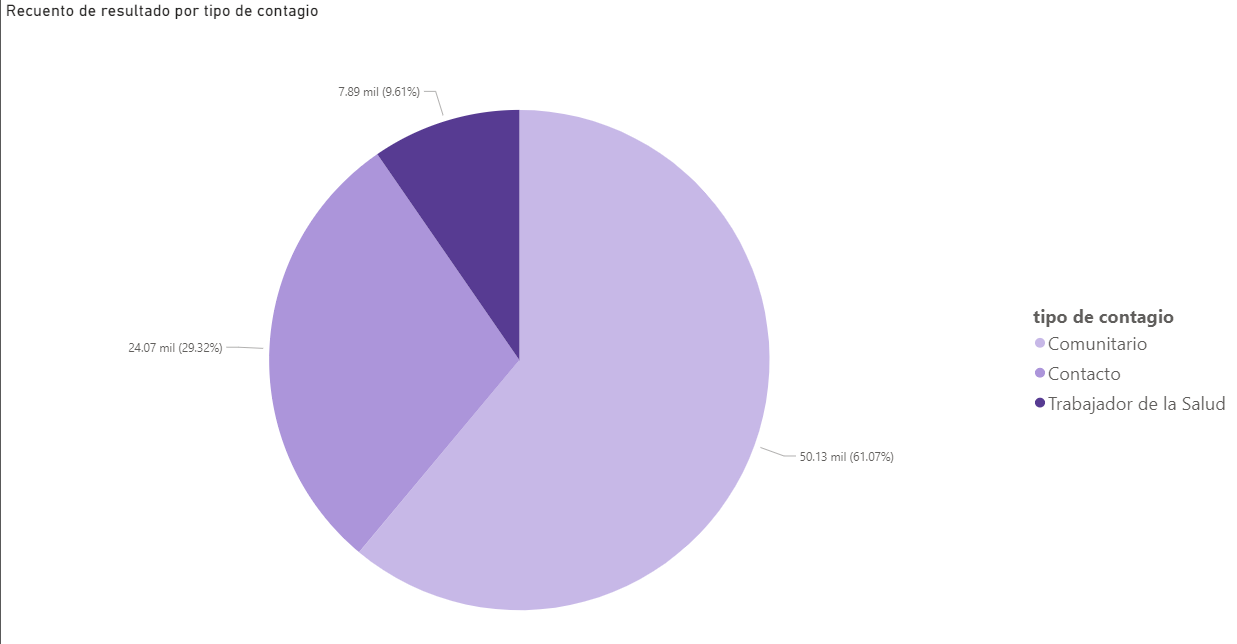 Recuento de resultado por tipo de contagio
7.89 mil (9.61%)
24.07 mil (29.32%)
50.13 mil (61.07%)
tipo de contagio
Comunitario
Contacto
Trabajador de la Salud